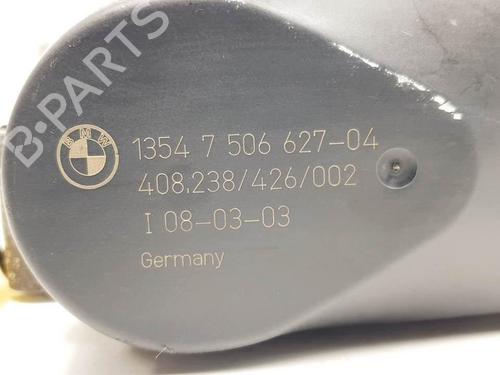 B-PARTS
BMW
1354 7 506 627-04
408.238/426/002
I 08-03-03
Germany